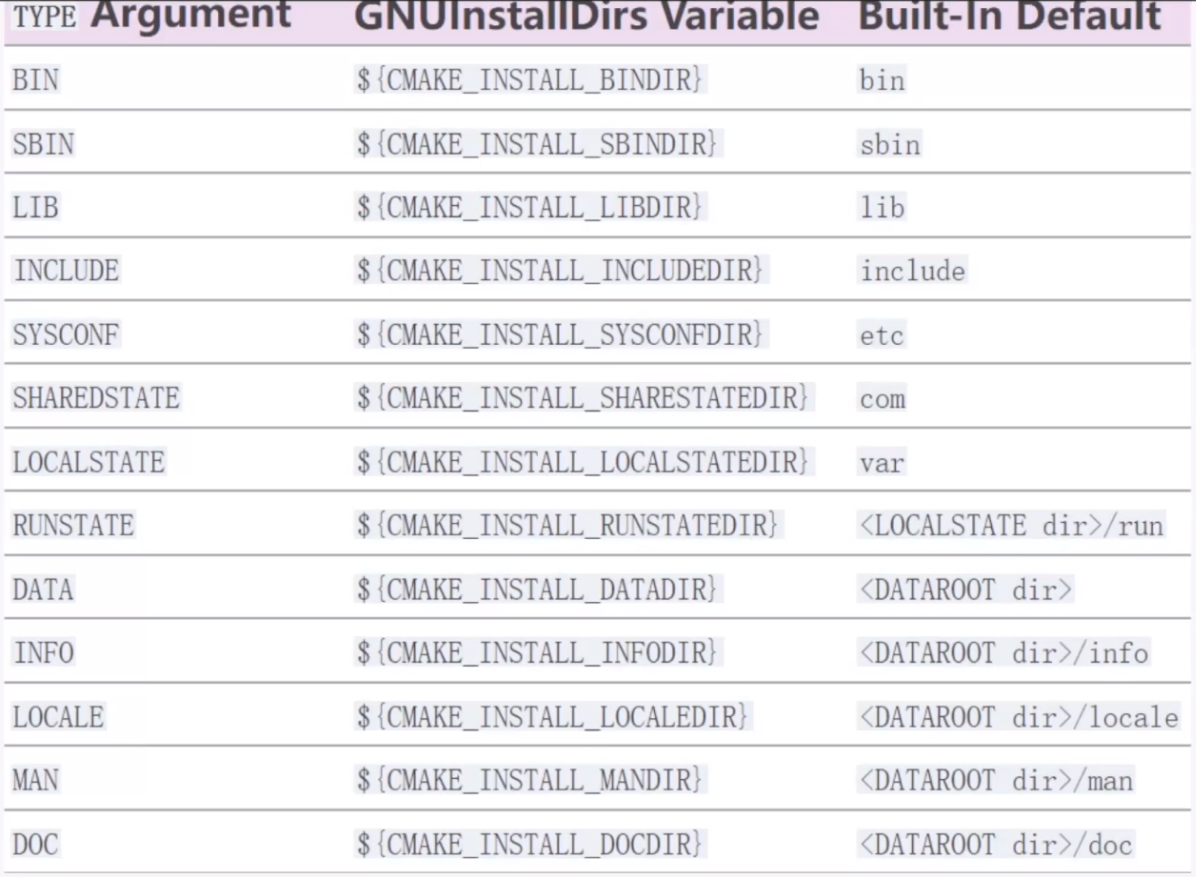 TYPE Argument GNUInstallDirs Variable Built-In Default
BIN ${CMAKE_INSTALL_BINDIR} bin
SBIN ${CMAKE_INSTALL_SBINDIR} sbin
LIB ${CMAKE_INSTALL_LIBDIR} lib
INCLUDE ${CMAKE_INSTALL_INCLUDEDIR} include
SYSCONF ${CMAKE_INSTALL_SYSCONFDIR} etc
SHAREDSTATE ${CMAKE_INSTALL_SHARESTATEDIR} com
LOCALSTATE ${CMAKE_INSTALL_LOCALSTATEDIR} var
RUNSTATE ${CMAKE_INSTALL_RUNSTATEDIR} <LOCALSTATE dir>/run
DATA ${CMAKE_INSTALL_DATADIR} <DATAROOT dir>
INFO ${CMAKE_INSTALL_INFODIR} <DATAROOT dir>/info
LOCALE ${CMAKE_INSTALL_LOCALEDIR} <DATAROOT dir>/locale
MAN ${CMAKE_INSTALL_MANDIR} <DATAROOT dir>/man
DOC ${CMAKE_INSTALL_DOCDIR} <DATAROOT dir>/doc